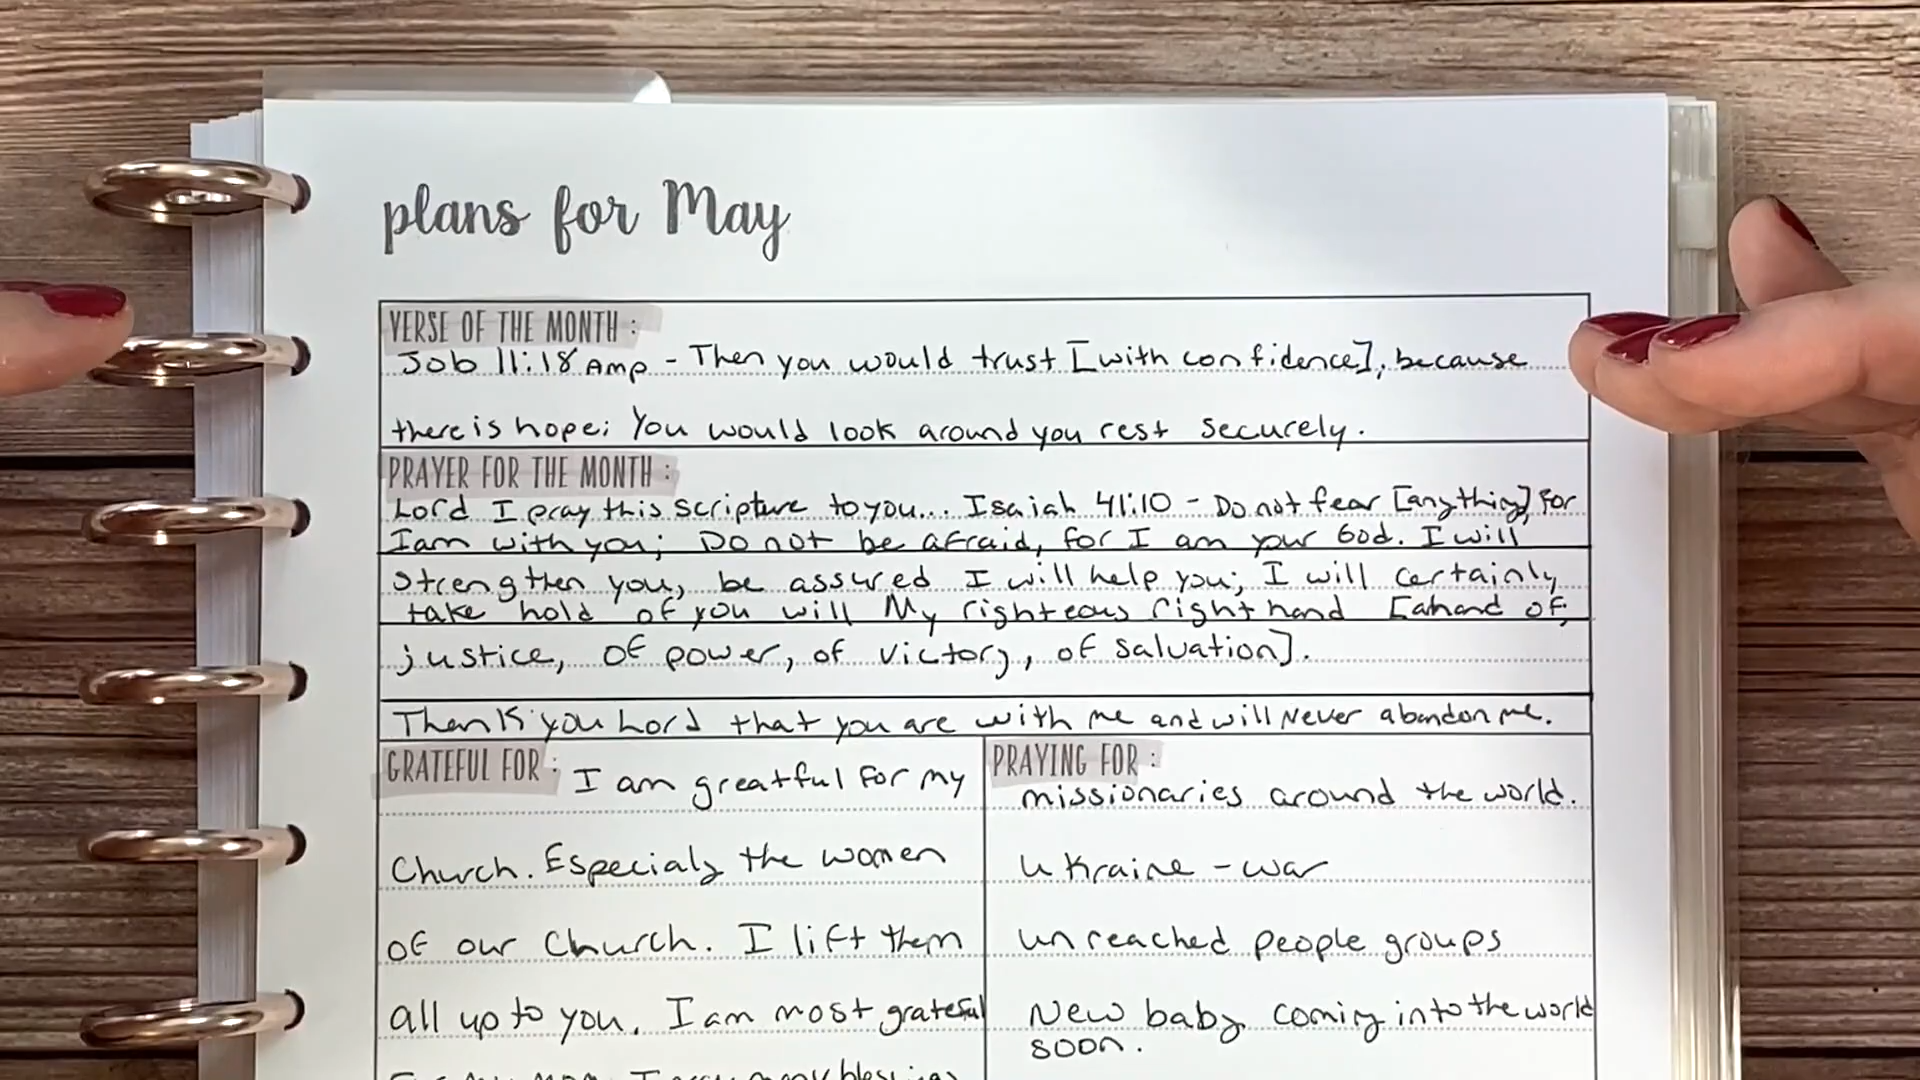 plans for May
VERSE OF THE MONTH :
Job 11:18 Amp - Then you would trust [with confidence], because
there is hope; You would look around you rest securely.
PRAYER FOR THE MONTH :
Lord I pray this scripture to you... Isaiah 41:10 - Do not fear [anything], for
I am with you; Do not be afraid, for I am your God. I will
strengthen you, be assured I will help you; I will certainly
take hold of you will My righteous right hand [a hand of
justice, of power, of victory, of salvation].
Thank you Lord that you are with me and will Never abandon me.
GRATEFUL FOR : I am greatful for my
Church. Especialy the women
of our Church. I lift them
all up to you. I am most grateful
PRAYING FOR :
missionaries around the world.
Ukraine - war
unreached people groups
New baby coming into the world
soon.